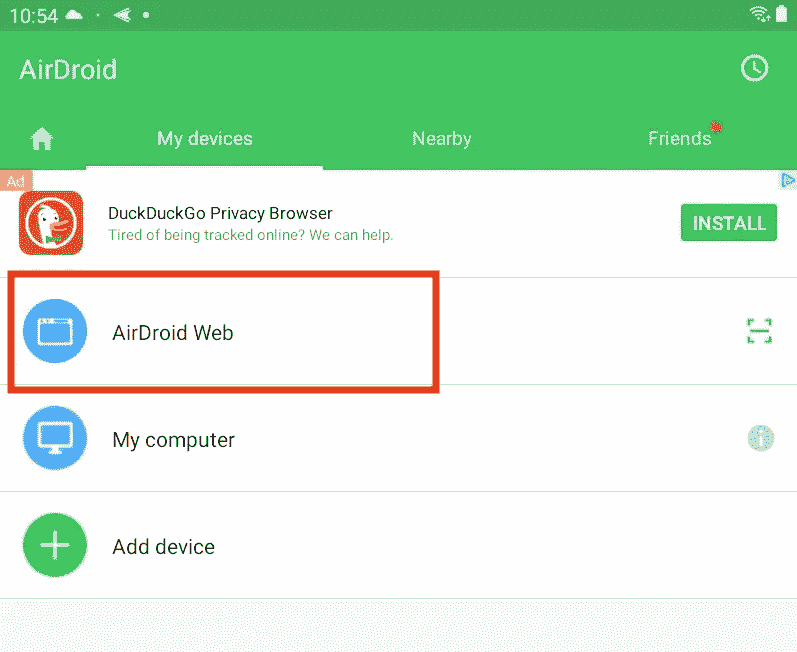 10:54
AirDroid
My devices
Nearby
Friends
Ad
DuckDuckGo Privacy Browser
Tired of being tracked online? We can help.
INSTALL
AirDroid Web
My computer
Add device